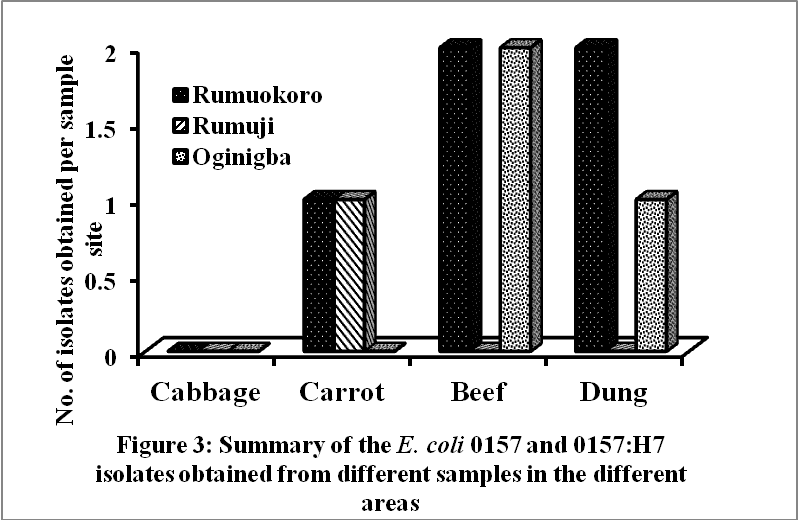 No. of isolates obtained per sample
site
2
1.5
1
0.5
0
Rumuokoro
Rumuji
Oginigba
Cabbage Carrot Beef Dung
Figure 3: Summary of the E. coli 0157 and 0157:H7
isolates obtained from different samples in the different
areas